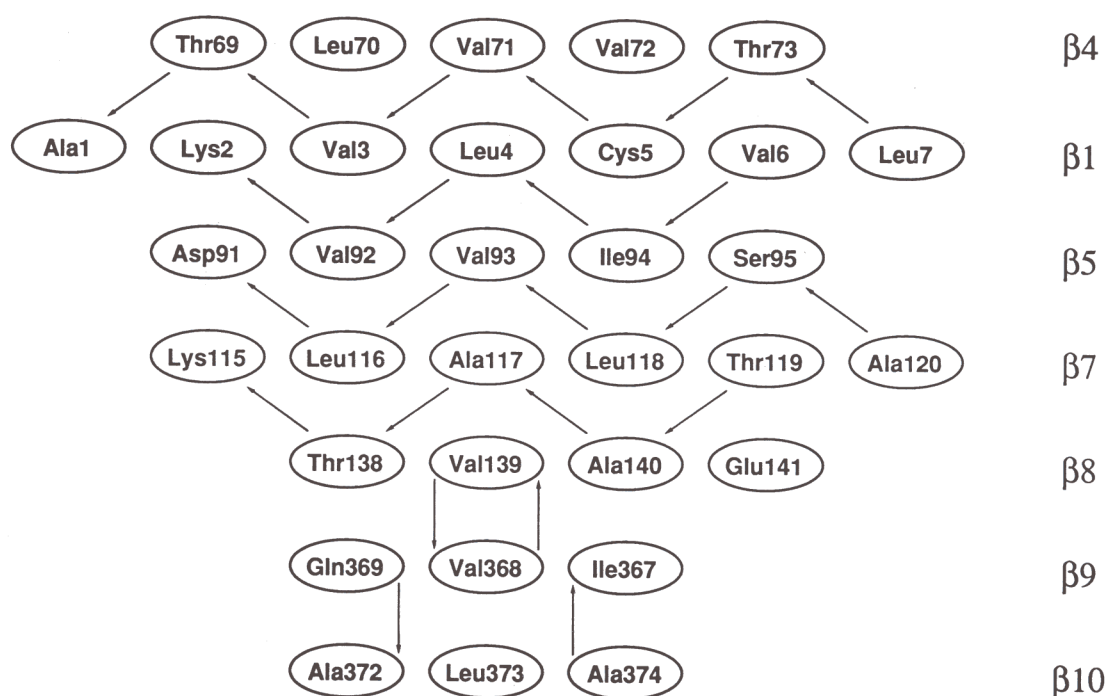 Thr69 Leu70 Val71 Val72 Thr73 β4
Ala1 Lys2 Val3 Leu4 Cys5 Val6 Leu7 β1
Asp91 Val92 Val93 Ile94 Ser95 β5
Lys115 Leu116 Ala117 Leu118 Thr119 Ala120 β7
Thr138 Val139 Ala140 Glu141 β8
Gln369 Val368 Ile367 β9
Ala372 Leu373 Ala374 β10